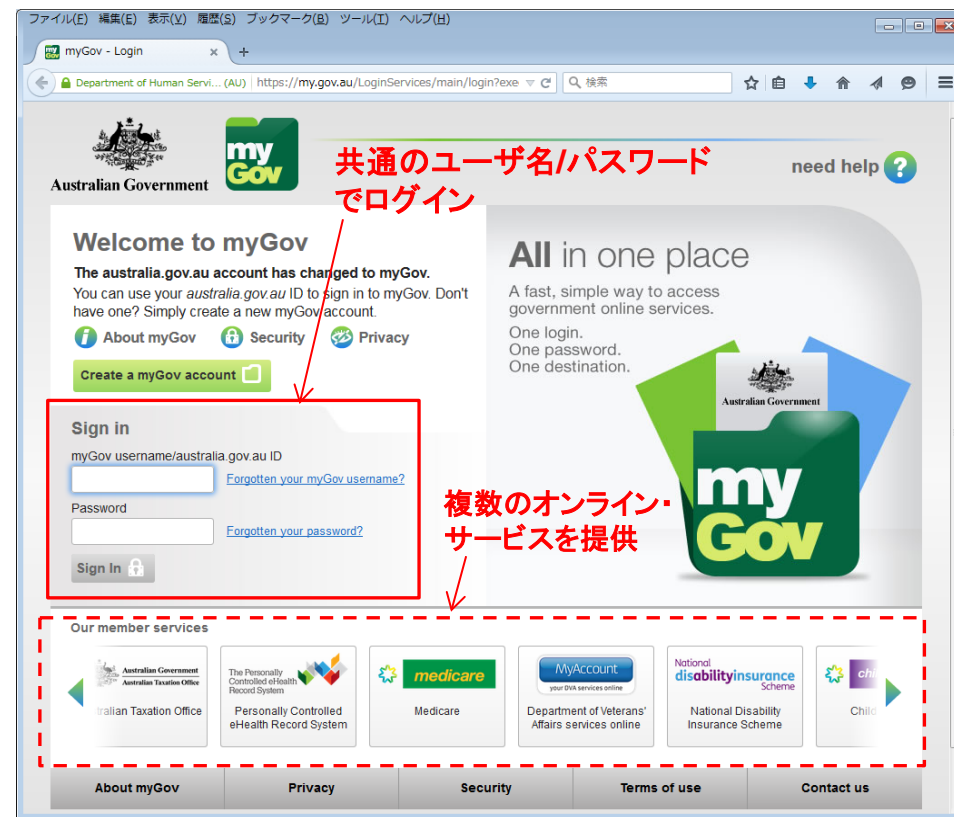 ファイル(F) 編集(E) 表示(V) 履歴(S) ブックマーク(B) ツール(T) ヘルプ(H)
myGov - Login × +
Department of Human Servi... (AU) https://my.gov.au/LoginServices/main/login?exe 検索
Australian Government
my
Gov
共通のユーザ名/パスワード
でログイン
need help ?
Welcome to myGov
The australia.gov.au account has changed to myGov.
You can use your australia.gov.au ID to sign in to myGov. Don't
have one? Simply create a new myGov account.
About myGov Security Privacy
Create a myGov account
All in one place
A fast, simple way to access
government online services.
One login.
One password.
One destination.
Australian Government
my
Gov
Sign in
myGov username/australia.gov.au ID
Forgotten your myGov username?
Password
Forgotten your password?
Sign In
複数のオンライン・
サービスを提供
Our member services
Australian Government
Australian Taxation Office
tralian Taxation Office
The Personally
Controlled eHealth
Record System
Personally Controlled
eHealth Record System
medicare
Medicare
MyAccount
your DVA services online
Department of Veterans'
Affairs services online
National
disabilityinsurance
Scheme
National Disability
Insurance Scheme
chi
Child
About myGov Privacy Security Terms of use Contact us